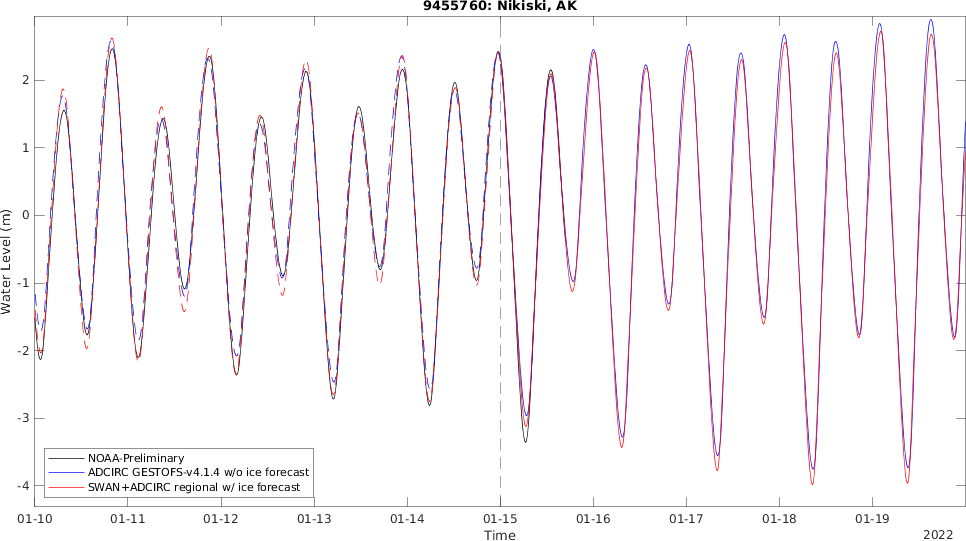 9455760: Nikiski, AK
Water Level (m)
2
1
0
-1
-2
-3
-4
NOAA-Preliminary
ADCIRC GESTOFS-v4.1.4 w/o ice forecast
SWAN+ADCIRC regional w/ ice forecast
01-10 01-11 01-12 01-13 01-14 01-15 01-16 01-17 01-18 01-19
Time
2022